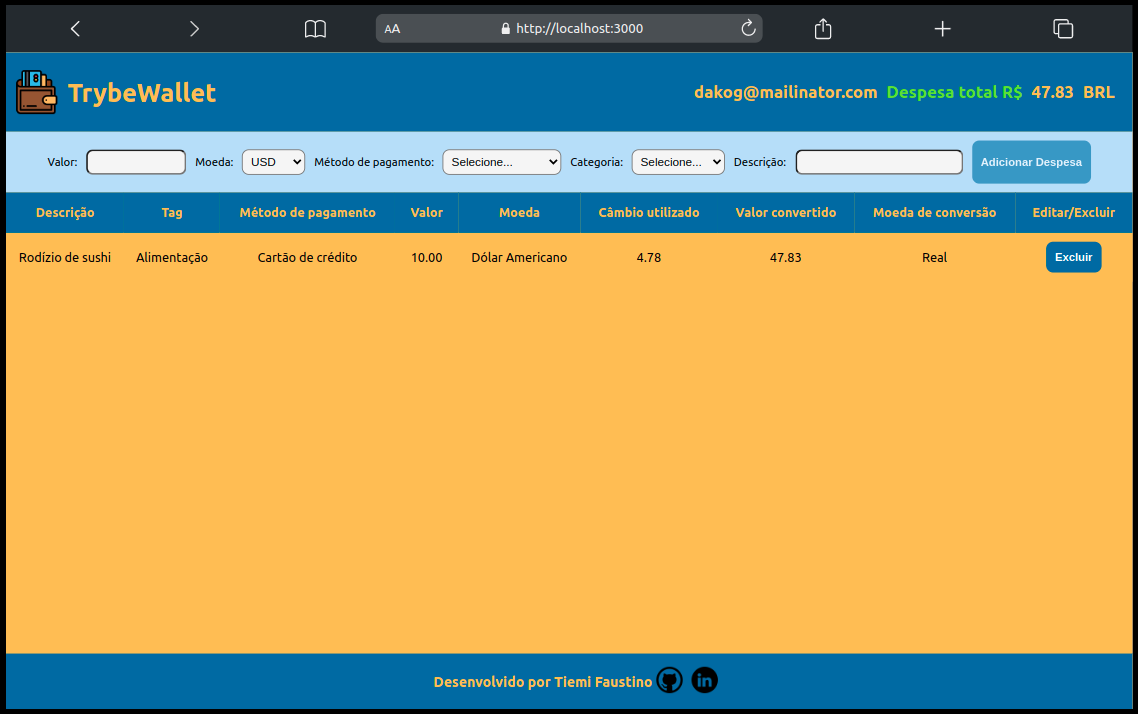 AA http://localhost:3000
8 TrybeWallet dakog@mailinator.com Despesa total R$ 47.83 BRL
Valor: Moeda: USD Método de pagamento: Selecione... Categoria: Selecione... Descrição: Adicionar Despesa
Descrição Tag Método de pagamento Valor Moeda Câmbio utilizado Valor convertido Moeda de conversão Editar/Excluir
Rodízio de sushi Alimentação Cartão de crédito 10.00 Dólar Americano 4.78 47.83 Real Excluir
Desenvolvido por Tiemi Faustino in